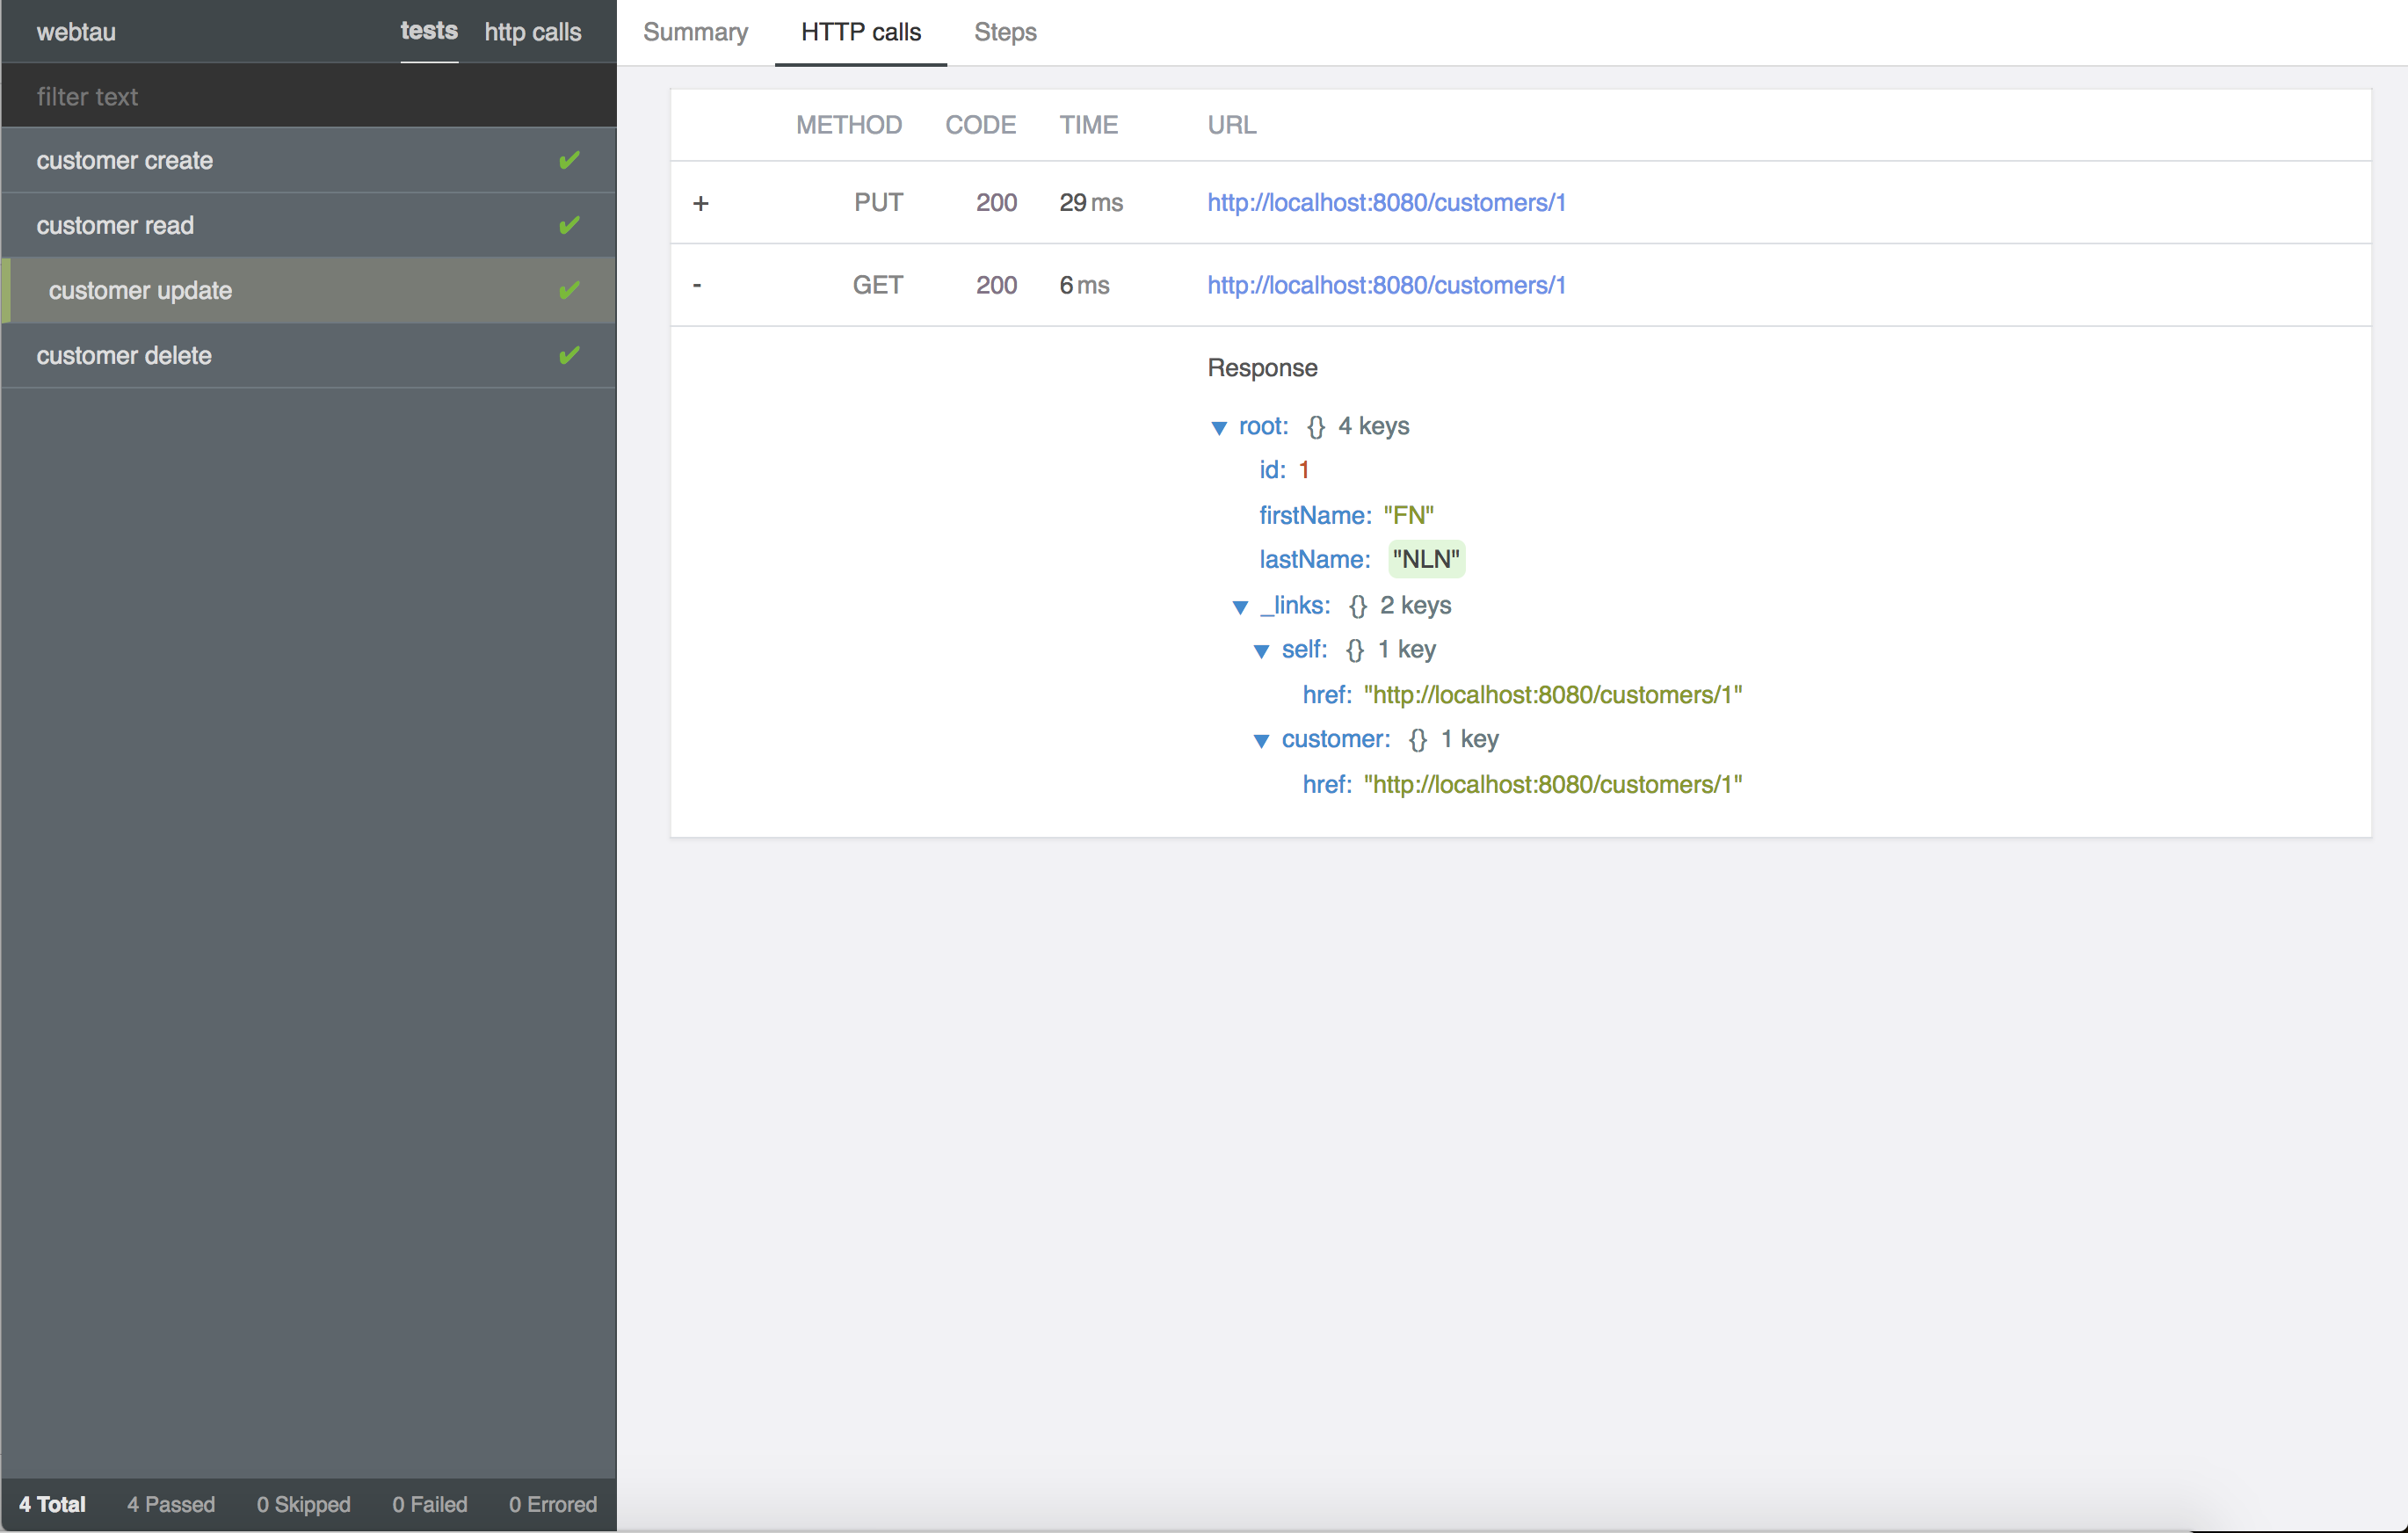 webtau tests http calls
filter text
customer create ✔
customer read ✔
customer update ✔
customer delete ✔
4 Total 4 Passed 0 Skipped 0 Failed 0 Errored
Summary HTTP calls Steps
METHOD CODE TIME URL
+ PUT 200 29 ms http://localhost:8080/customers/1
- GET 200 6 ms http://localhost:8080/customers/1
Response
▼ root: {} 4 keys
id: 1
firstName: "FN"
lastName: "NLN"
▼ _links: {} 2 keys
▼ self: {} 1 key
href: "http://localhost:8080/customers/1"
▼ customer: {} 1 key
href: "http://localhost:8080/customers/1"